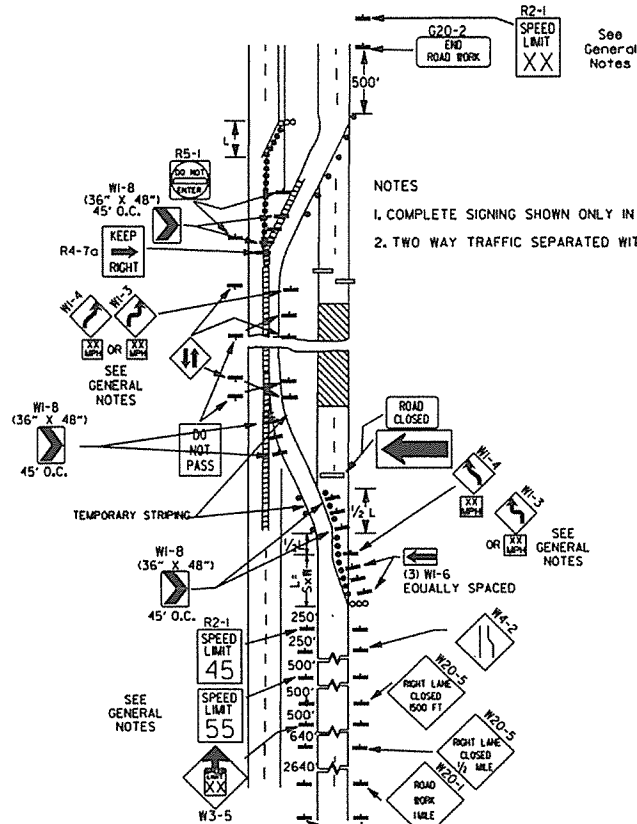 R2-1
SPEED
LIMIT
XX
See
General
Notes
G20-2
END
ROAD WORK
500'
L
R5-1
DO NOT
ENTER
W1-8
(36" X 48")
45' O.C.
KEEP
RIGHT
R4-7a
NOTES
1. COMPLETE SIGNING SHOWN ONLY IN
2. TWO WAY TRAFFIC SEPARATED WIT
W1-4
W1-3
XX
MPH
OR
XX
MPH
SEE
GENERAL
NOTES
W1-8
(36" X 48")
45' O.C.
DO
NOT
PASS
ROAD
CLOSED
W1-4
XX
MPH
W1-3
OR
XX
MPH
SEE
GENERAL
NOTES
1/2 L
TEMPORARY STRIPING
1/2 L
L=
S x W
W1-8
(36" X 48")
45' O.C.
(3) W1-6
EQUALLY SPACED
R2-1
SPEED
LIMIT
45
250'
250'
500'
500'
500'
640'
2640'
W4-2
SEE
GENERAL
NOTES
SPEED
LIMIT
55
W20-5
RIGHT LANE
CLOSED
1500 FT
W20-5
RIGHT LANE
CLOSED
1/2 MILE
XX
W3-5
W20-1
ROAD
WORK
1 MILE